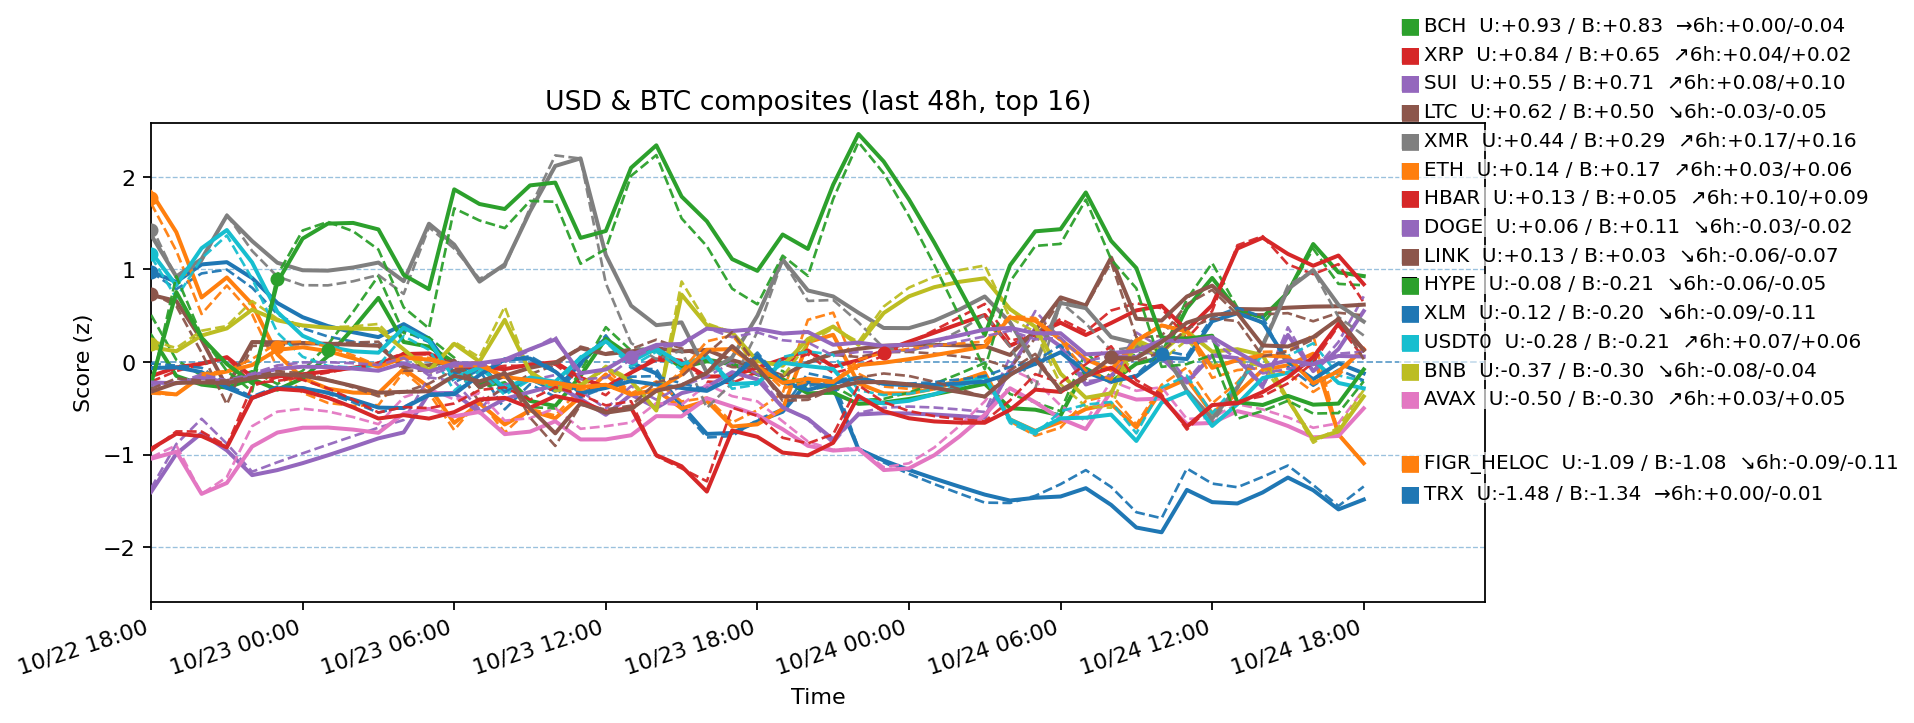 BCH U:+0.93 / B:+0.83 →6h:+0.00/-0.04
XRP U:+0.84 / B:+0.65 ↗6h:+0.04/+0.02
SUI U:+0.55 / B:+0.71 ↗6h:+0.08/+0.10
LTC U:+0.62 / B:+0.50 ↘6h:-0.03/-0.05
XMR U:+0.44 / B:+0.29 ↗6h:+0.17/+0.16
ETH U:+0.14 / B:+0.17 ↗6h:+0.03/+0.06
HBAR U:+0.13 / B:+0.05 ↗6h:+0.10/+0.09
DOGE U:+0.06 / B:+0.11 ↘6h:-0.03/-0.02
LINK U:+0.13 / B:+0.03 ↘6h:-0.06/-0.07
HYPE U:-0.08 / B:-0.21 ↘6h:-0.06/-0.05
XLM U:-0.12 / B:-0.20 ↘6h:-0.09/-0.11
USDT0 U:-0.28 / B:-0.21 ↗6h:+0.07/+0.06
BNB U:-0.37 / B:-0.30 ↘6h:-0.08/-0.04
AVAX U:-0.50 / B:-0.30 ↗6h:+0.03/+0.05
FIGR_HELOC U:-1.09 / B:-1.08 ↘6h:-0.09/-0.11
TRX U:-1.48 / B:-1.34 →6h:+0.00/-0.01
USD & BTC composites (last 48h, top 16)
Score (z)
2
1
0
−1
−2
10/22 18:00
10/23 00:00
10/23 06:00
10/23 12:00
10/23 18:00
10/24 00:00
10/24 06:00
10/24 12:00
10/24 18:00
Time